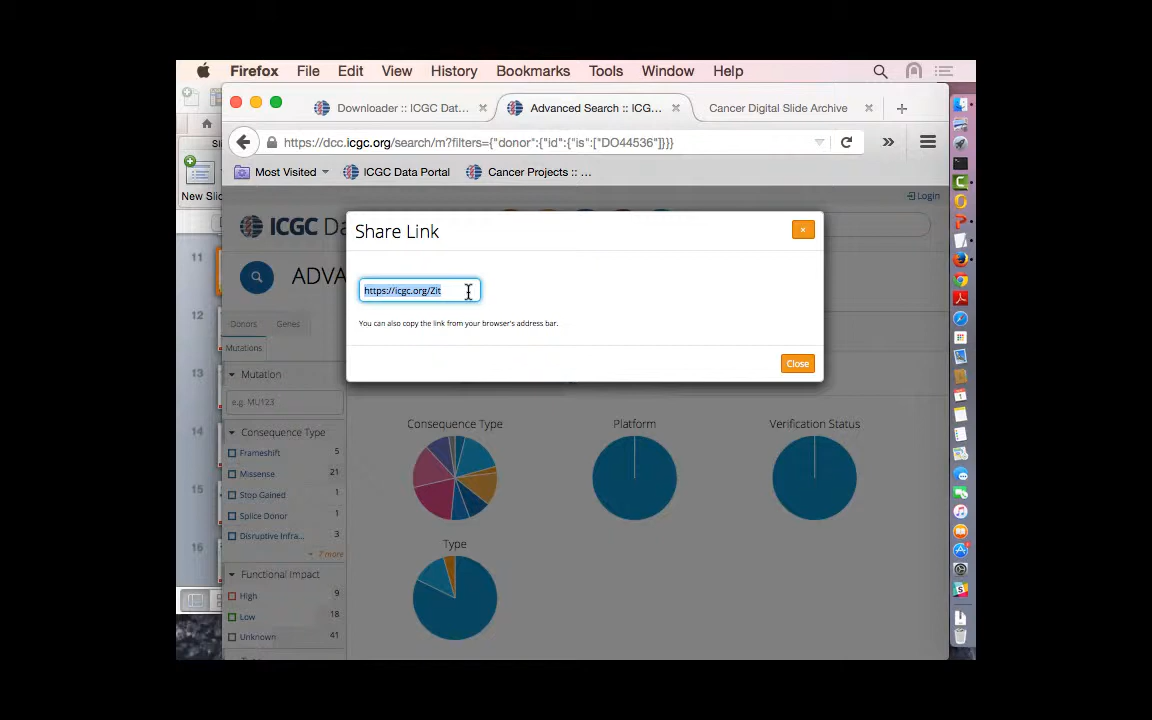 Firefox File Edit View History Bookmarks Tools Window Help
Downloader :: ICGC Dat...
Advanced Search :: ICG...
Cancer Digital Slide Archive
https://dcc.icgc.org/search/m?filters={"donor":{"id":{"is":["DO44536"]}}}
Most Visited
ICGC Data Portal
Cancer Projects :: ...
New Slid
Login
ICGC Da
ADVA
Share Link
https://icgc.org/Zit
You can also copy the link from your browser's address bar.
Close
11
12
13
14
15
16
Donors Genes
Mutations
Mutation
e.g. MU123
Consequence Type
Frameshift 5
Missense 21
Stop Gained 1
Splice Donor 1
Disruptive Infra... 3
7 more
Functional Impact
High 9
Low 18
Unknown 41
Consequence Type
Platform
Verification Status
Type